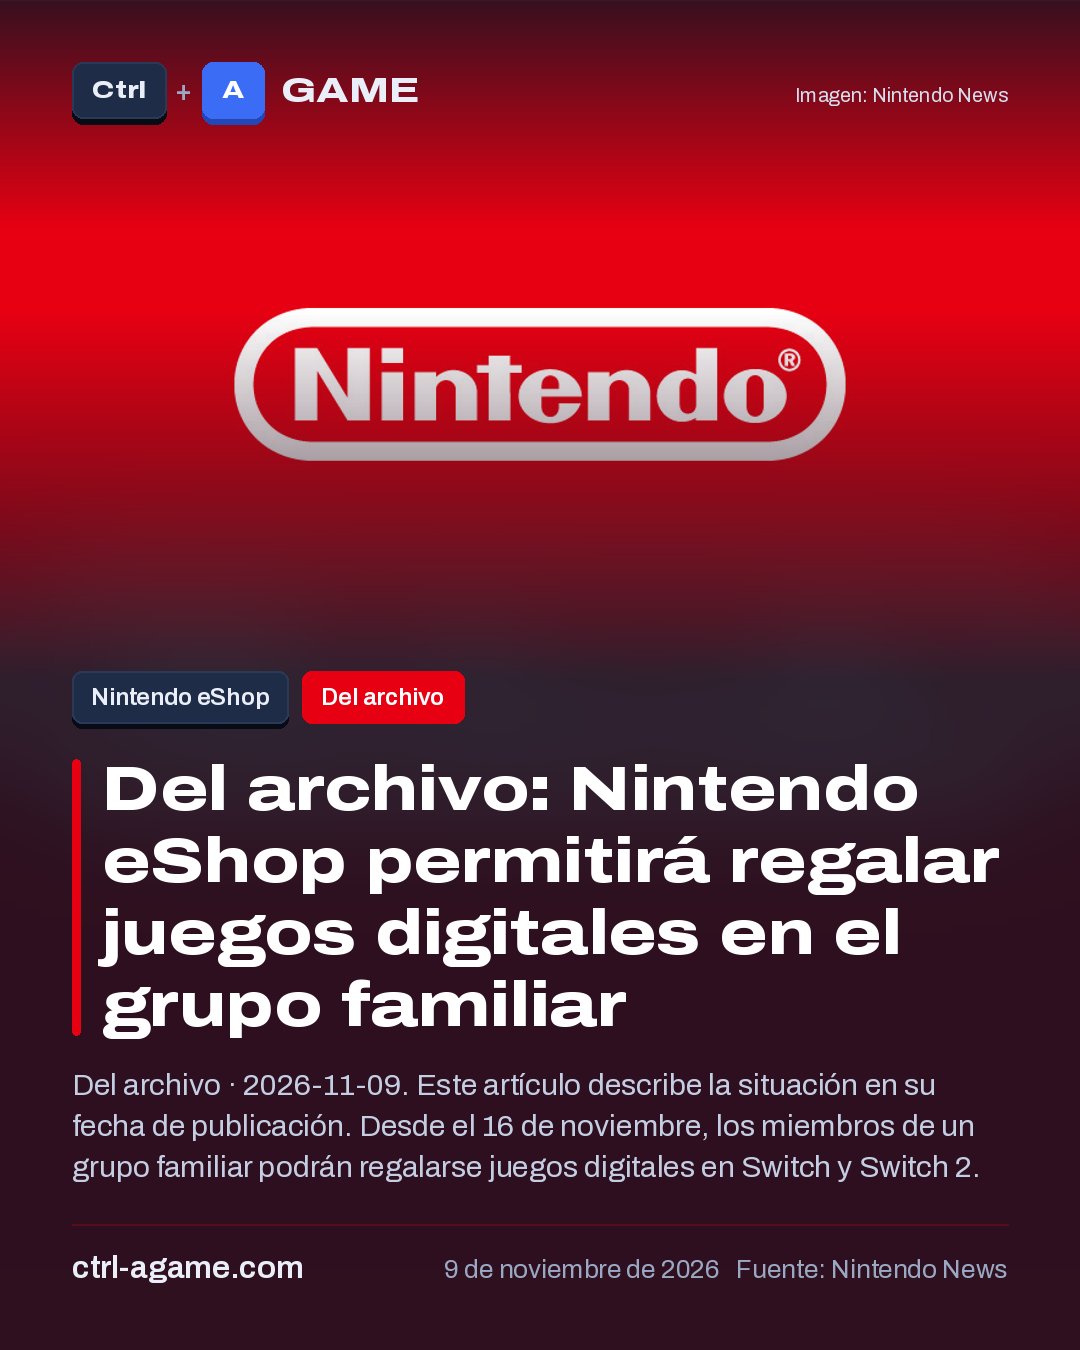 Ctrl + A GAME
Imagen: Nintendo News
Nintendo®
Nintendo eShop
Del archivo
Del archivo: Nintendo
eShop permitirá regalar
juegos digitales en el
grupo familiar
Del archivo · 2026-11-09. Este artículo describe la situación en su
fecha de publicación. Desde el 16 de noviembre, los miembros de un
grupo familiar podrán regalarse juegos digitales en Switch y Switch 2.
ctrl-agame.com
9 de noviembre de 2026 Fuente: Nintendo News